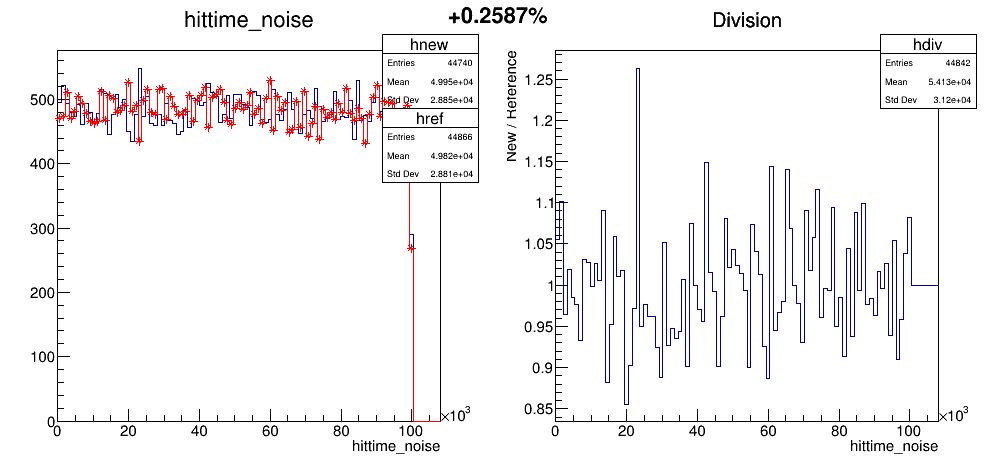 +0.2587%
hittime_noise
hnew
Entries 44740
Mean 4.995e+04
Std Dev 2.885e+04
href
Entries 44866
Mean 4.982e+04
Std Dev 2.881e+04
500
400
300
200
100
0
0 20 40 60 80 100
×10³
hittime_noise
Division
hdiv
Entries 44842
Mean 5.413e+04
Std Dev 3.12e+04
New / Reference
1.25
1.2
1.15
1.1
1.05
1
0.95
0.9
0.85
0 20 40 60 80 100
×10³
hittime_noise